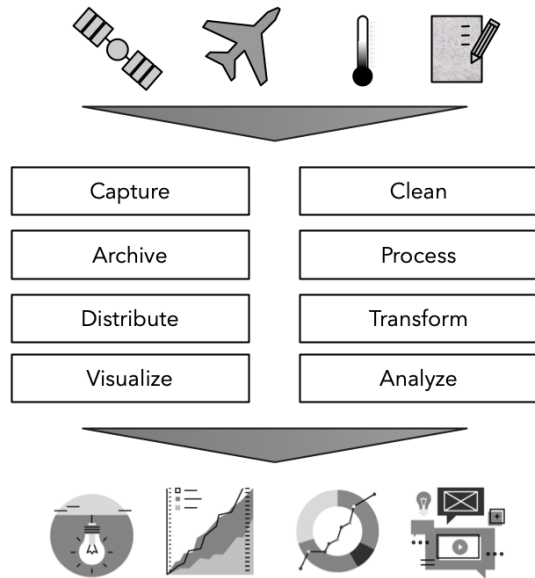 Capture
Clean
Archive
Process
Distribute
Transform
Visualize
Analyze